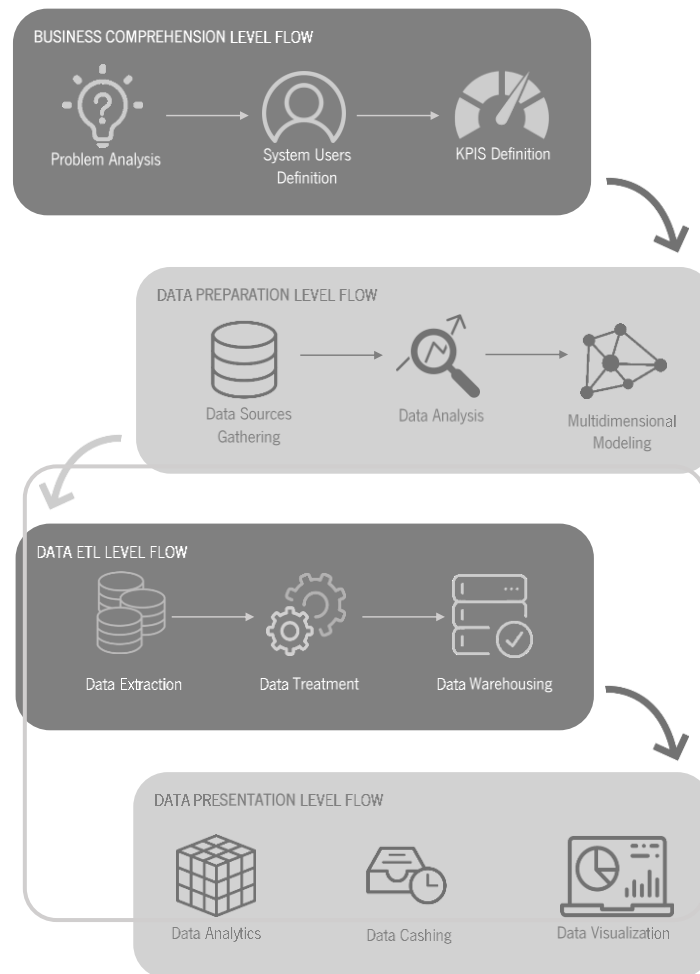 BUSINESS COMPREHENSION LEVEL FLOW
Problem Analysis
System Users
Definition
KPIS Definition
DATA PREPARATION LEVEL FLOW
Data Sources
Gathering
Data Analysis
Multidimensional
Modeling
DATA ETL LEVEL FLOW
Data Extraction
Data Treatment
Data Warehousing
DATA PRESENTATION LEVEL FLOW
Data Analytics
Data Cashing
Data Visualization